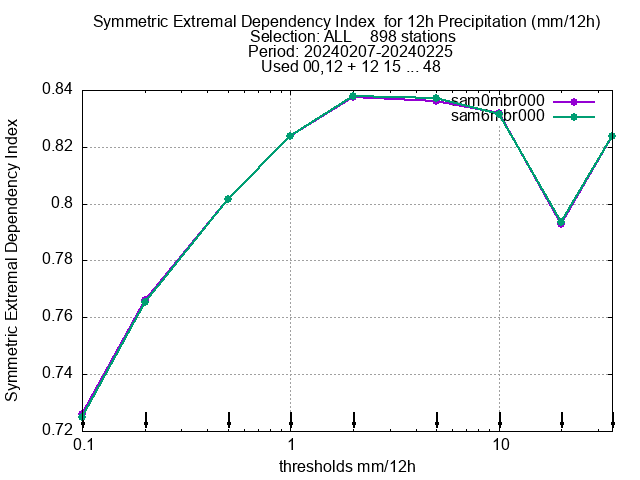 Symmetric Extremal Dependency Index  for 12h Precipitation (mm/12h)
Selection: ALL    898 stations
Period: 20240207-20240225
Used 00,12 + 12 15 ... 48
sam0mbr000
sam6mbr000
Symmetric Extremal Dependency Index
0.84
0.82
0.8
0.78
0.76
0.74
0.72
0.1
1
10
thresholds mm/12h